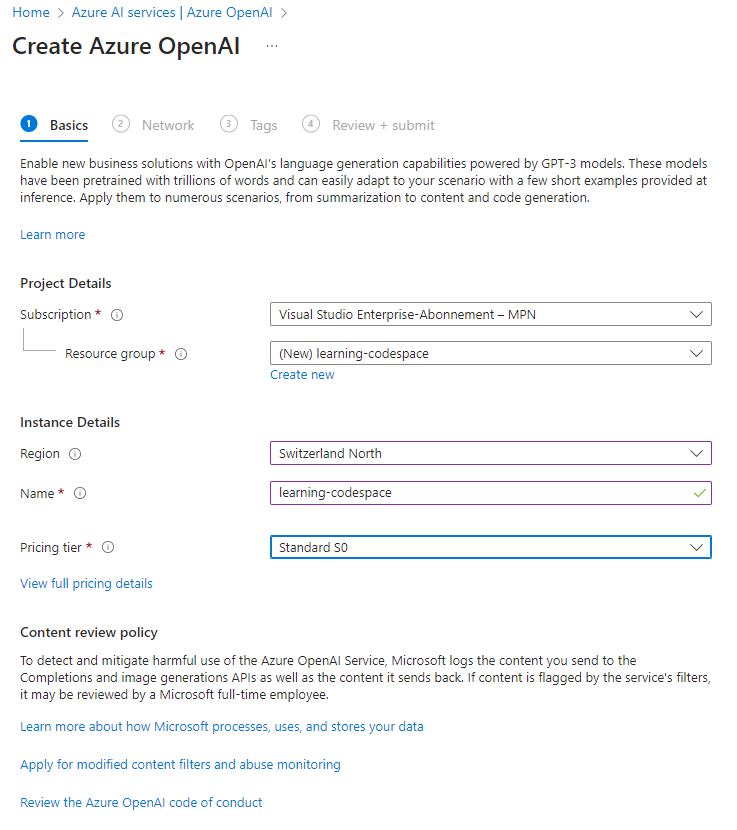 Home > Azure AI services | Azure OpenAI >
Create Azure OpenAI ...
1 Basics 2 Network 3 Tags 4 Review + submit
Enable new business solutions with OpenAI's language generation capabilities powered by GPT-3 models. These models
have been pretrained with trillions of words and can easily adapt to your scenario with a few short examples provided at
inference. Apply them to numerous scenarios, from summarization to content and code generation.
Learn more
Project Details
Subscription * Visual Studio Enterprise-Abonnement – MPN
Resource group * (New) learning-codespace
Create new
Instance Details
Region Switzerland North
Name * learning-codespace
Pricing tier * Standard S0
View full pricing details
Content review policy
To detect and mitigate harmful use of the Azure OpenAI Service, Microsoft logs the content you send to the
Completions and image generations APIs as well as the content it sends back. If content is flagged by the service's filters,
it may be reviewed by a Microsoft full-time employee.
Learn more about how Microsoft processes, uses, and stores your data
Apply for modified content filters and abuse monitoring
Review the Azure OpenAI code of conduct